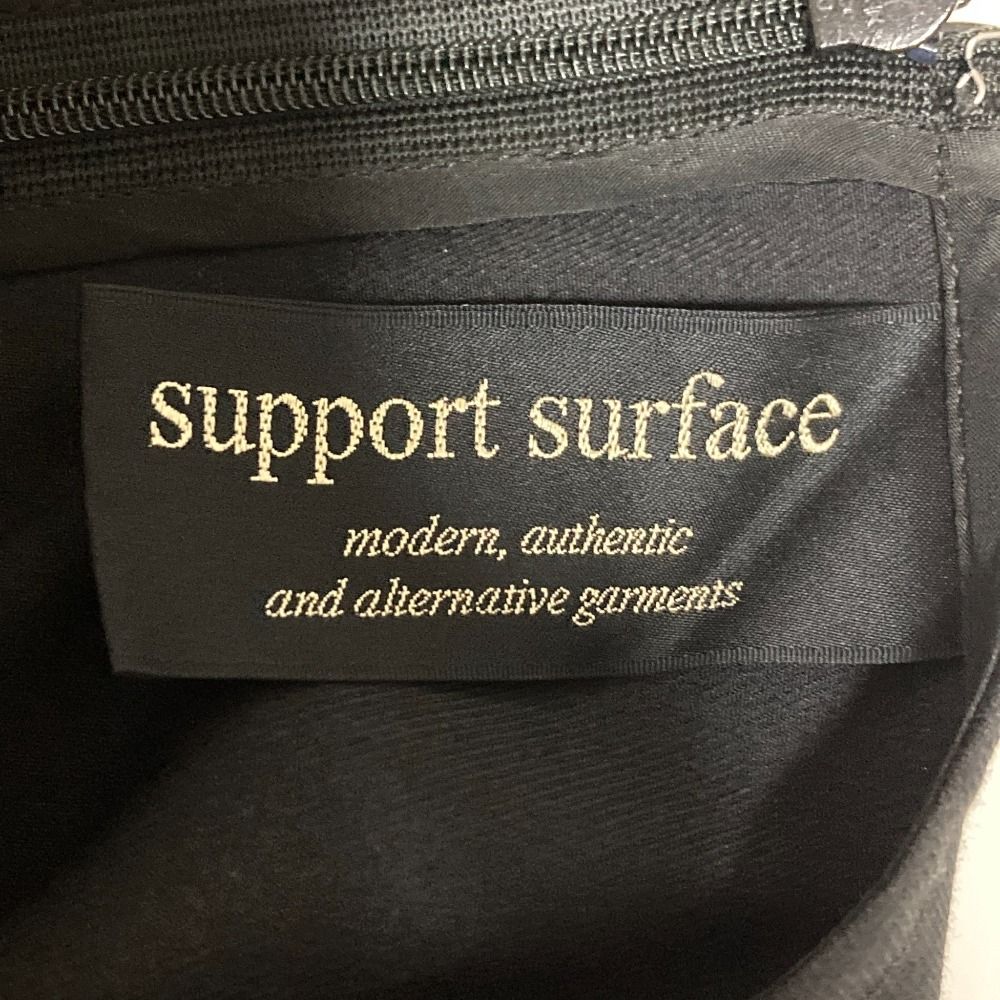 support surface
modern, authentic
and alternative garments